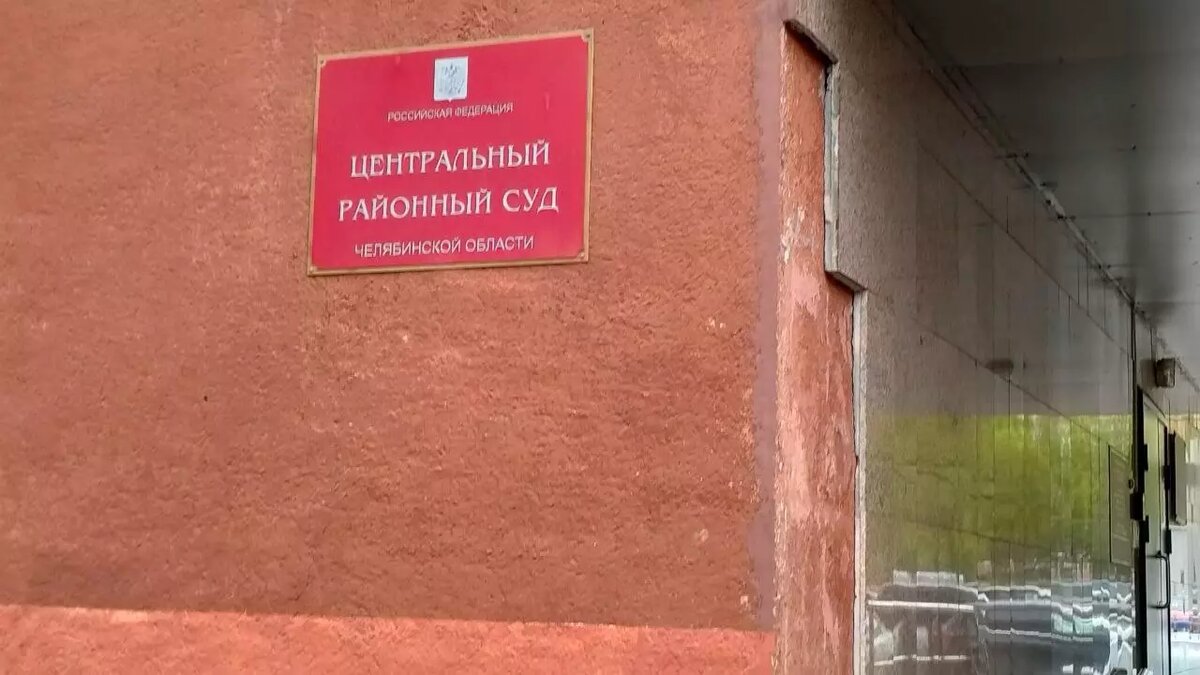 РОССИЙСКАЯ ФЕДЕРАЦИЯ
ЦЕНТРАЛЬНЫЙ
РАЙОННЫЙ СУД
ЧЕЛЯБИНСКОЙ ОБЛАСТИ